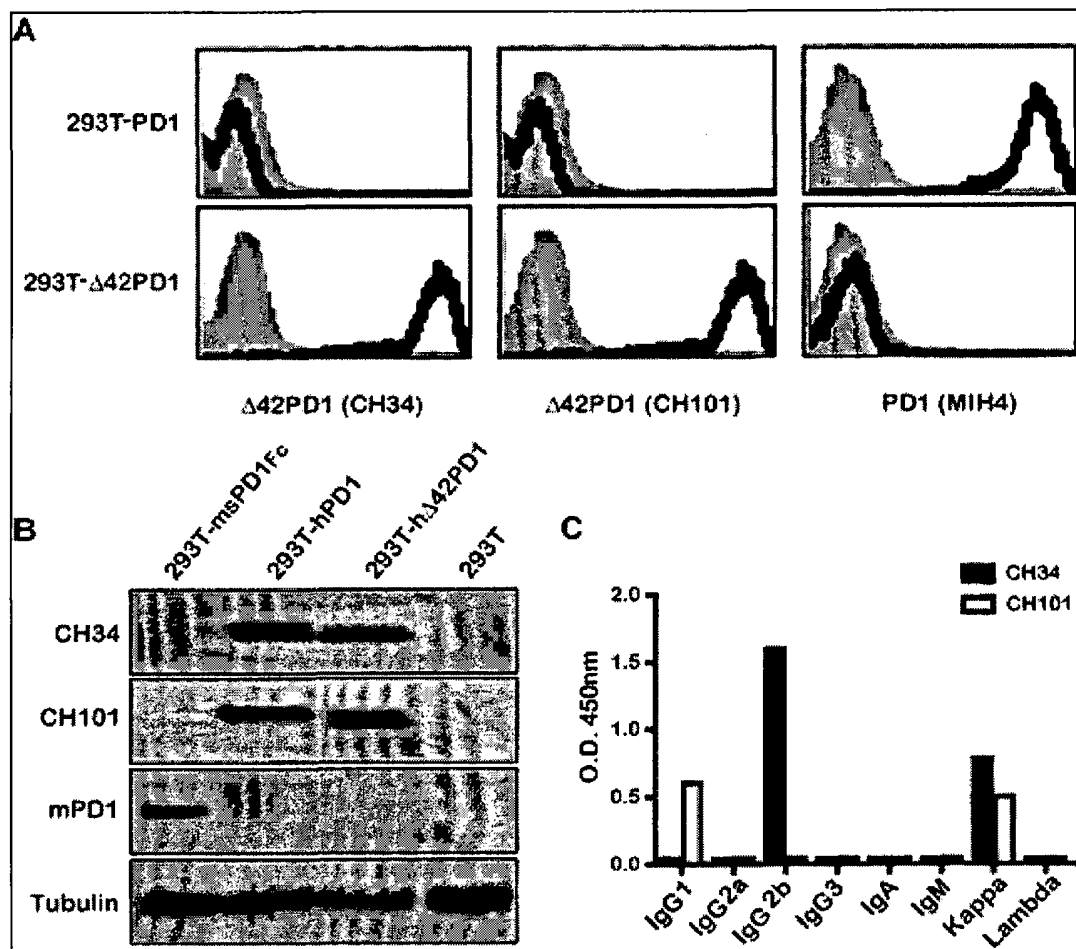 A
293T-PD1
293T-Δ42PD1
Δ42PD1 (CH34)
Δ42PD1 (CH101)
PD1 (MIH4)
B
293T-msPD1Fc
293T-hPD1
293T-hΔ42PD1
293T
CH34
CH101
mPD1
Tubulin
C
CH34
CH101
O.D. 450nm
2.0
1.5
1.0
0.5
0.0
IgG1
IgG2a
IgG 2b
IgG3
IgA
IgM
Kappa
Lambda